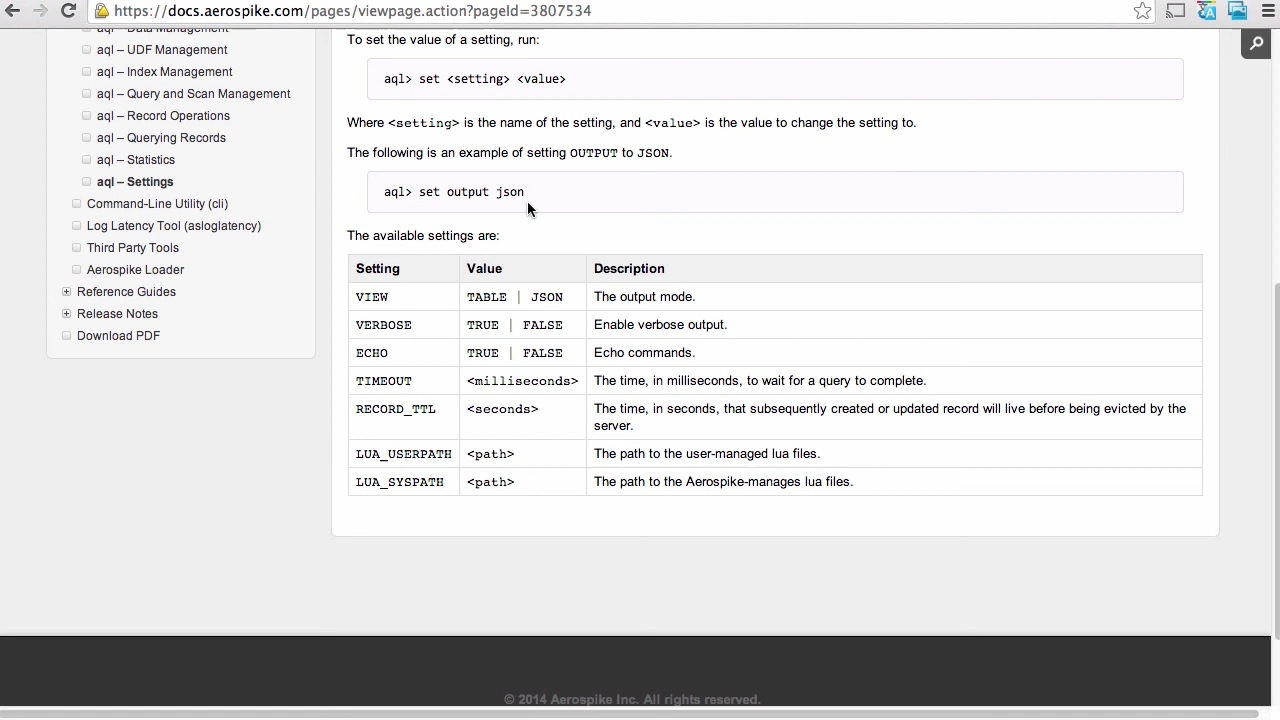 https://docs.aerospike.com/pages/viewpage.action?pageId=3807534
aql – Data Management
aql – UDF Management
aql – Index Management
aql – Query and Scan Management
aql – Record Operations
aql – Querying Records
aql – Statistics
aql – Settings
Command-Line Utility (cli)
Log Latency Tool (asloglatency)
Third Party Tools
Aerospike Loader
Reference Guides
Release Notes
Download PDF
To set the value of a setting, run:
aql> set <setting> <value>
Where <setting> is the name of the setting, and <value> is the value to change the setting to.
The following is an example of setting OUTPUT to JSON.
aql> set output json
The available settings are:
Setting Value Description
VIEW TABLE | JSON The output mode.
VERBOSE TRUE | FALSE Enable verbose output.
ECHO TRUE | FALSE Echo commands.
TIMEOUT <milliseconds> The time, in milliseconds, to wait for a query to complete.
RECORD_TTL <seconds> The time, in seconds, that subsequently created or updated record will live before being evicted by the
server.
LUA_USERPATH <path> The path to the user-managed lua files.
LUA_SYSPATH <path> The path to the Aerospike-manages lua files.
© 2014 Aerospike Inc. All rights reserved.